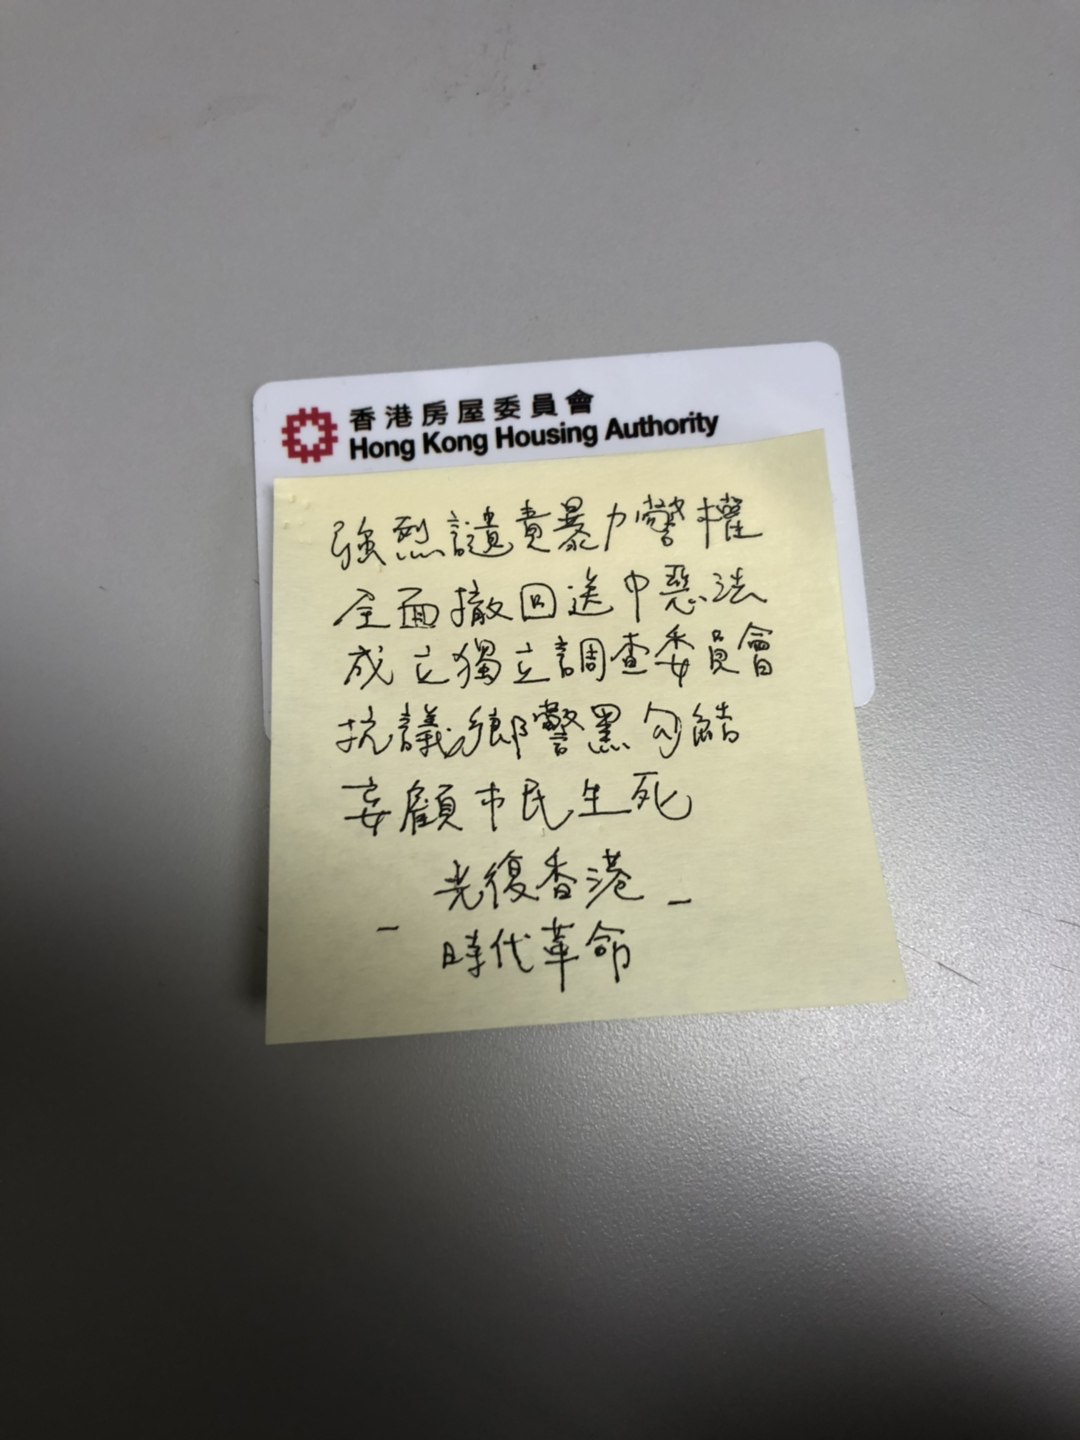 香港房屋委員會
Hong Kong Housing Authority
強烈譴責暴力警權
全面撤回送中惡法
成立獨立調查委員會
抗議鄉警黑勾結
妄顧市民生死
光復香港
時代革命